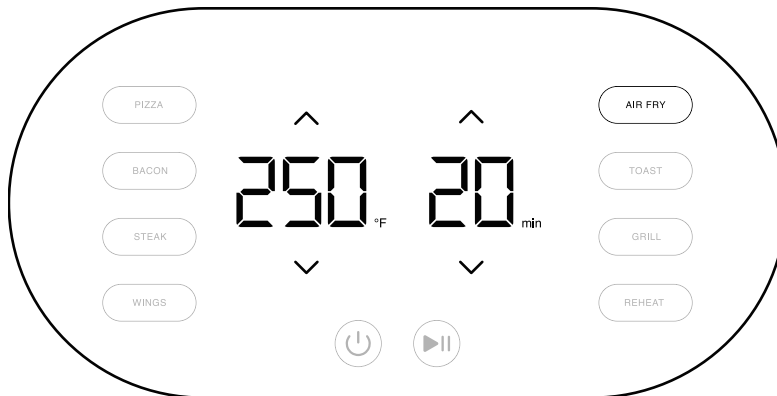 PIZZA
BACON
STEAK
WINGS
250 °F
20 min
AIR FRY
TOAST
GRILL
REHEAT